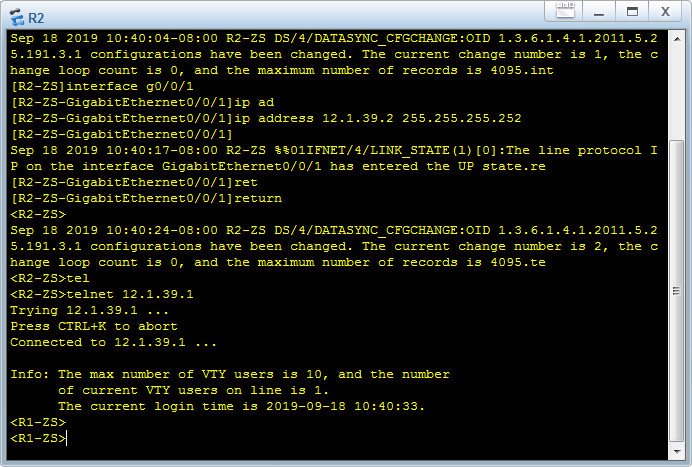 R2
Sep 18 2019 10:40:04-08:00 R2-ZS DS/4/DATASYNC_CFGCHANGE:OID 1.3.6.1.4.1.2011.5.2
5.191.3.1 configurations have been changed. The current change number is 1, the c
hange loop count is 0, and the maximum number of records is 4095.int
[R2-ZS]interface g0/0/1
[R2-ZS-GigabitEthernet0/0/1]ip ad
[R2-ZS-GigabitEthernet0/0/1]ip address 12.1.39.2 255.255.255.252
[R2-ZS-GigabitEthernet0/0/1]
Sep 18 2019 10:40:17-08:00 R2-ZS %%01IFNET/4/LINK_STATE(l)[0]:The line protocol I
P on the interface GigabitEthernet0/0/1 has entered the UP state.re
[R2-ZS-GigabitEthernet0/0/1]ret
[R2-ZS-GigabitEthernet0/0/1]return
<R2-ZS>
Sep 18 2019 10:40:24-08:00 R2-ZS DS/4/DATASYNC_CFGCHANGE:OID 1.3.6.1.4.1.2011.5.2
5.191.3.1 configurations have been changed. The current change number is 2, the c
hange loop count is 0, and the maximum number of records is 4095.te
<R2-ZS>tel
<R2-ZS>telnet 12.1.39.1
Trying 12.1.39.1 ...
Press CTRL+K to abort
Connected to 12.1.39.1 ...
Info: The max number of VTY users is 10, and the number
of current VTY users on line is 1.
The current login time is 2019-09-18 10:40:33.
<R1-ZS>
<R1-ZS>